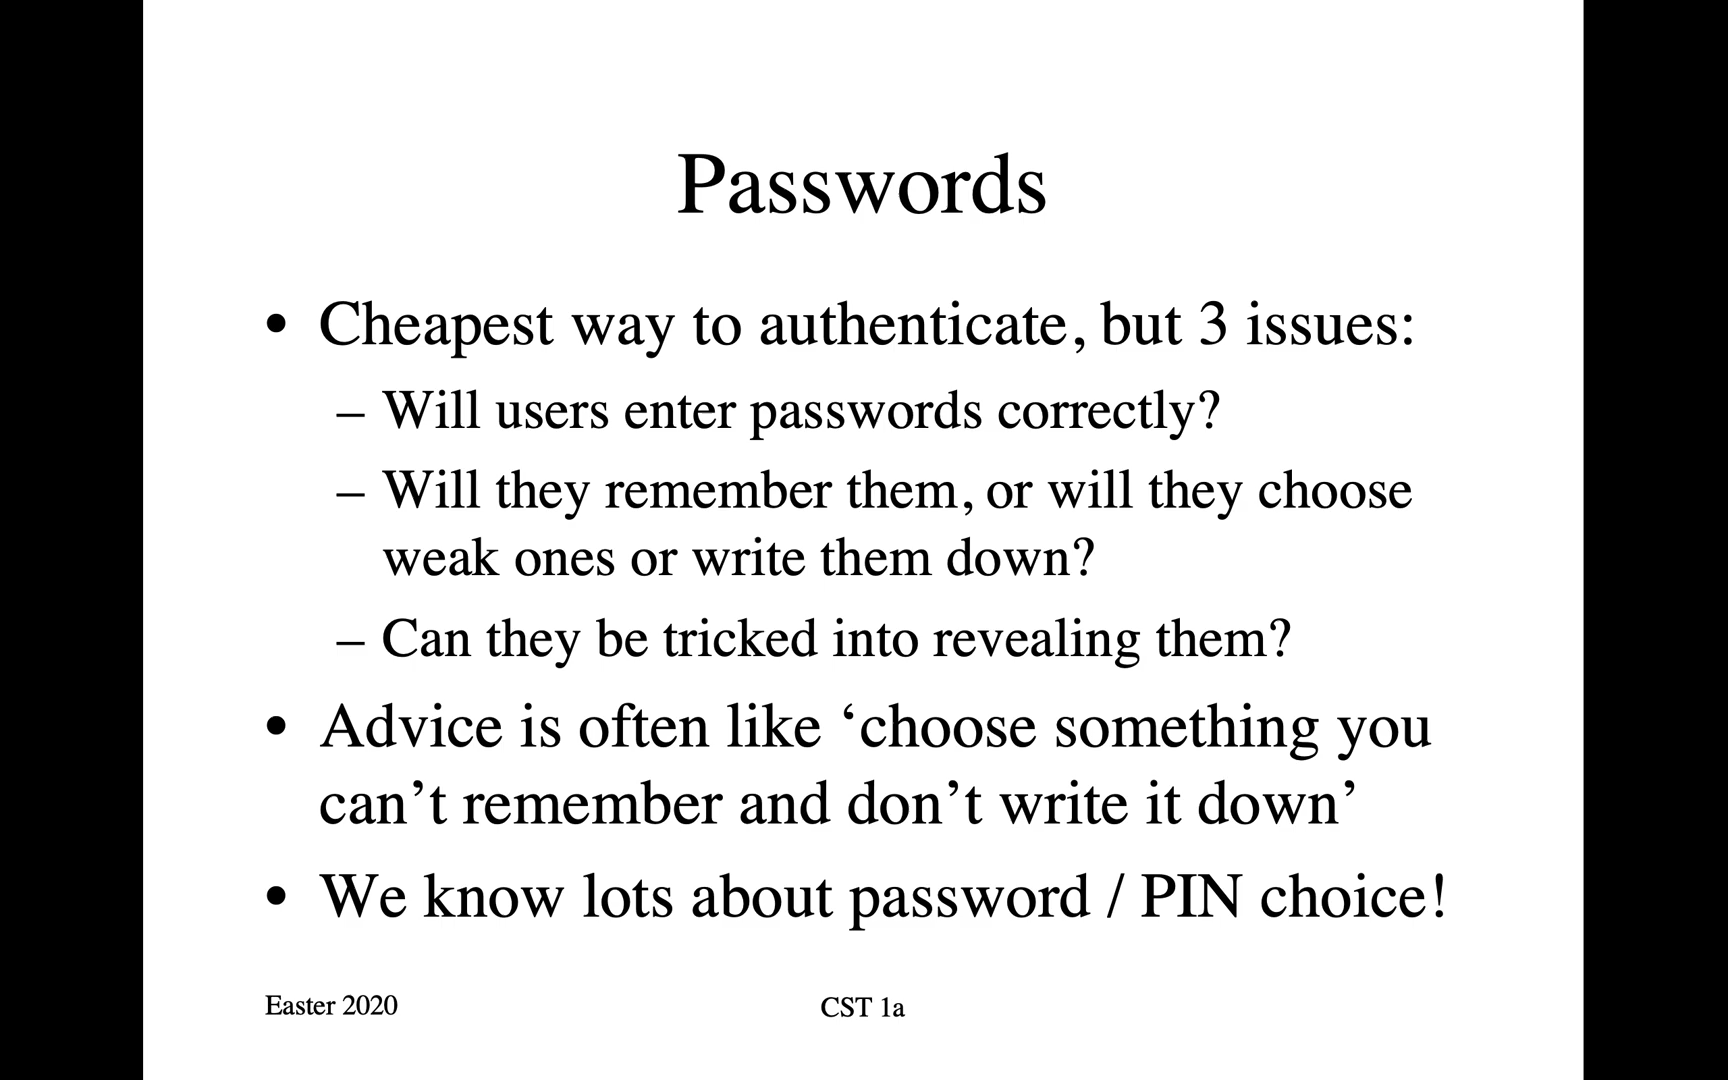 Passwords
• Cheapest way to authenticate, but 3 issues:
– Will users enter passwords correctly?
– Will they remember them, or will they choose
weak ones or write them down?
– Can they be tricked into revealing them?
• Advice is often like ‘choose something you
can’t remember and don’t write it down’
• We know lots about password / PIN choice!
Easter 2020
CST 1a